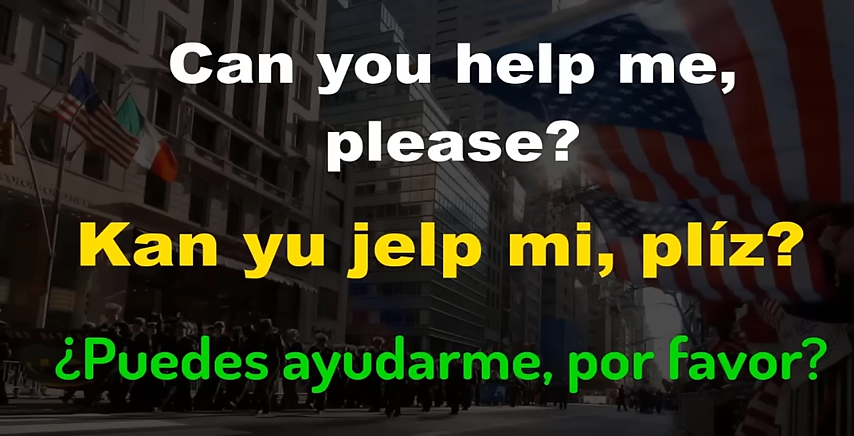 Can you help me,
please?
Kan yu jelp mi, plíz?
¿Puedes ayudarme, por favor?